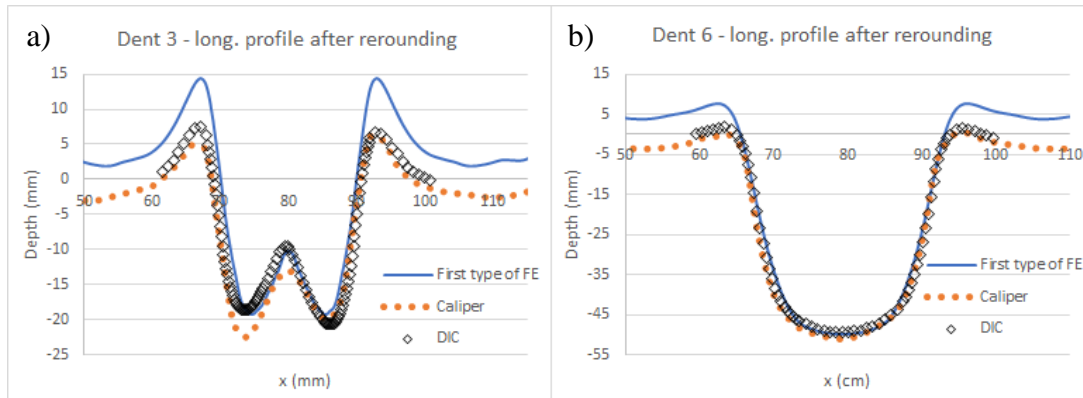 a)
Dent 3 - long. profile after rerounding
15
10
5
0
-5
-10
-15
-20
-25
50 60 70 80 90 100 110
Depth (mm)
x (mm)
First type of FE
Caliper
DIC
b)
Dent 6 - long. profile after rerounding
15
5
-5
-15
-25
-35
-45
-55
50 60 70 80 90 100 110
Depth (mm)
x (cm)
First type of FE
Caliper
DIC